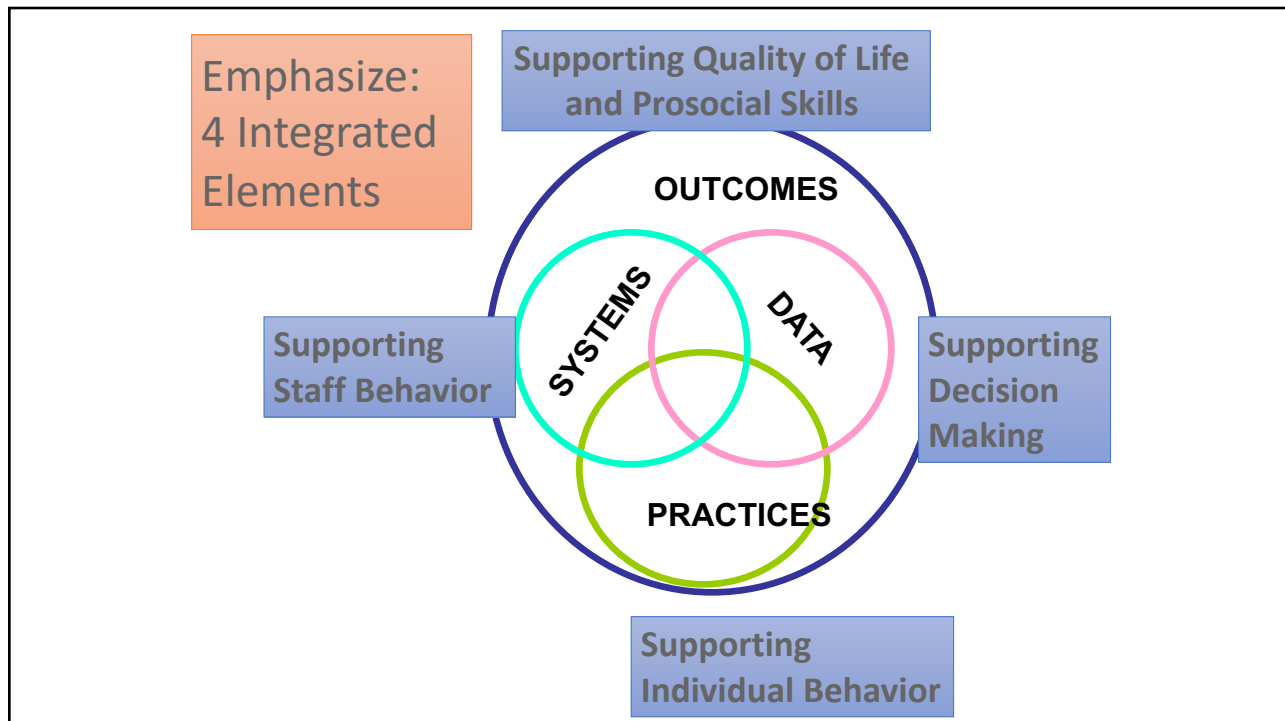 Emphasize:
4 Integrated
Elements
Supporting Quality of Life
and Prosocial Skills
OUTCOMES
SYSTEMS
DATA
Supporting
Staff Behavior
Supporting
Decision
Making
PRACTICES
Supporting
Individual Behavior